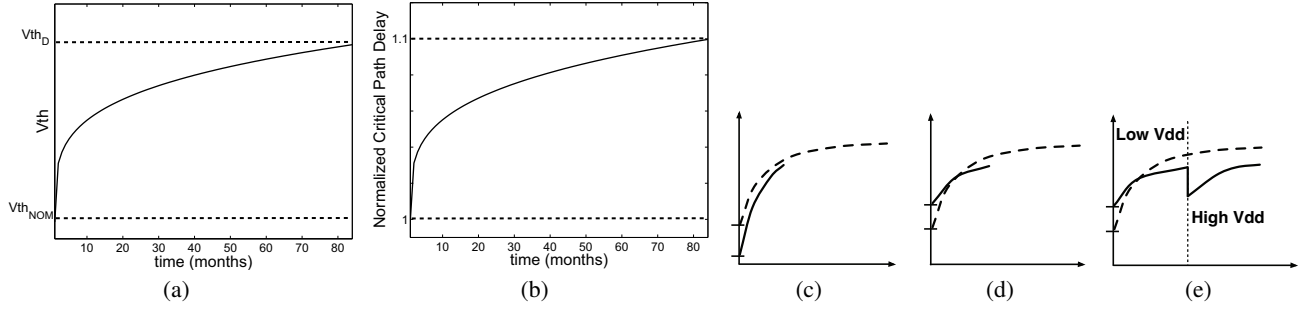 Vth_D
Vth
Vth_NOM
10 20 30 40 50 60 70 80
time (months)
(a)
Normalized Critical Path Delay
1.1
1
10 20 30 40 50 60 70 80
time (months)
(b)
(c)
(d)
Low Vdd
High Vdd
(e)